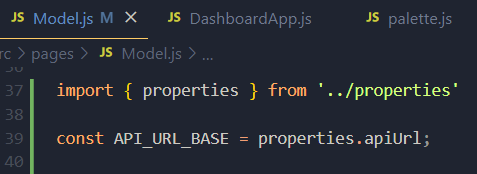 JS Model.js M × JS DashboardApp.js JS palette.js
rc > pages > JS Model.js > ...
36
37 import { properties } from '../properties'
38
39 const API_URL_BASE = properties.apiUrl;
40